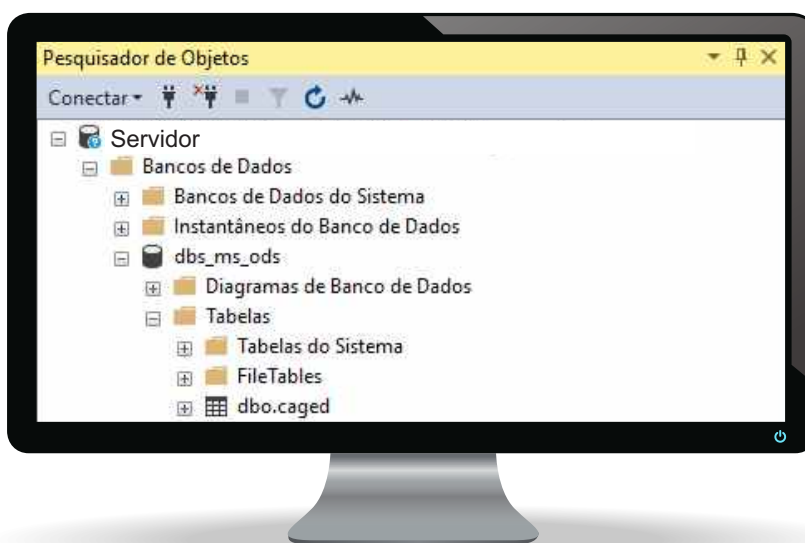 Pesquisador de Objetos
Conectar
Servidor
Bancos de Dados
Bancos de Dados do Sistema
Instantâneos do Banco de Dados
dbs_ms_ods
Diagramas de Banco de Dados
Tabelas
Tabelas do Sistema
FileTables
dbo.caged